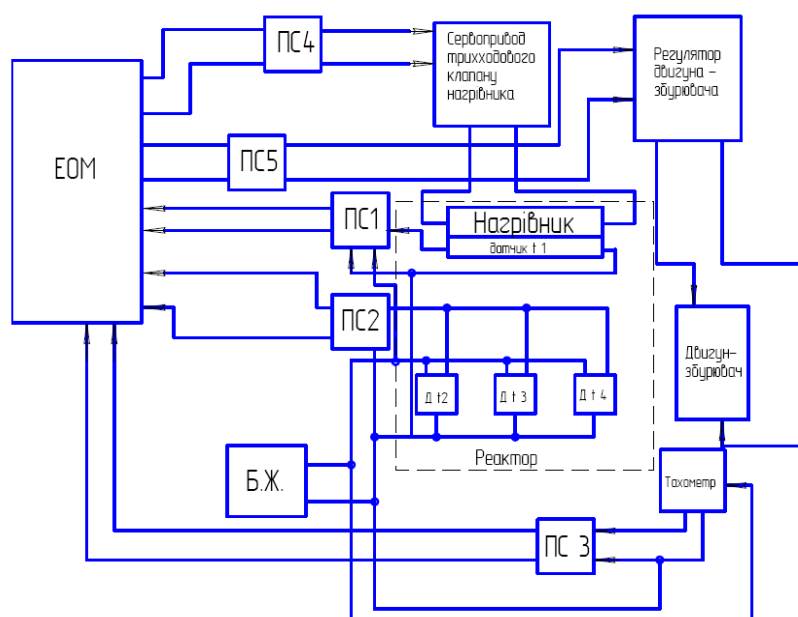 ПС4
Сервопривод
трихходового
клапану
нагрівника
Регулятор
двигуна -
збурювача
ЕОМ
ПС5
ПС1
Нагрівник
датчик t 1
ПС2
Двигун-
збурювач
Д t2
Д t 3
Д t 4
Реактор
Б.Ж.
Тахометр
ПС 3